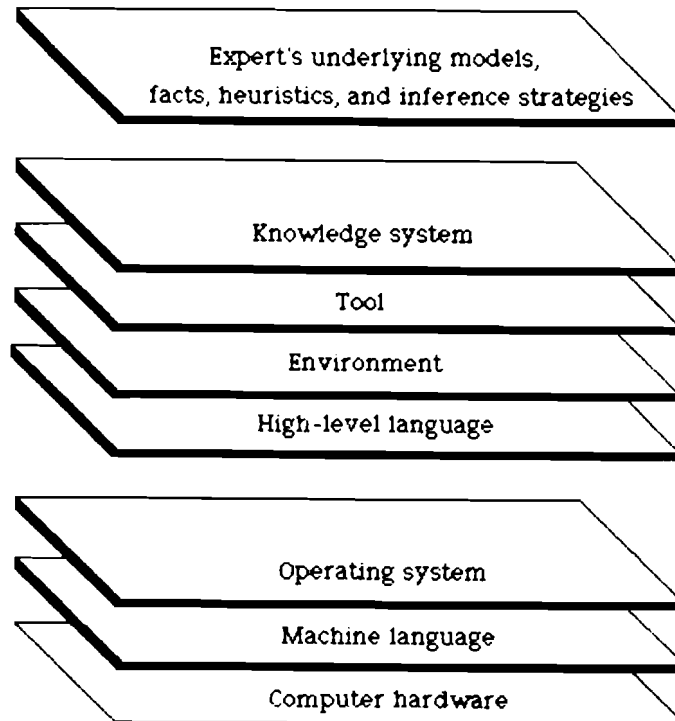 Expert's underlying models,
facts, heuristics, and inference strategies
Knowledge system
Tool
Environment
High-level language
Operating system
Machine language
Computer hardware